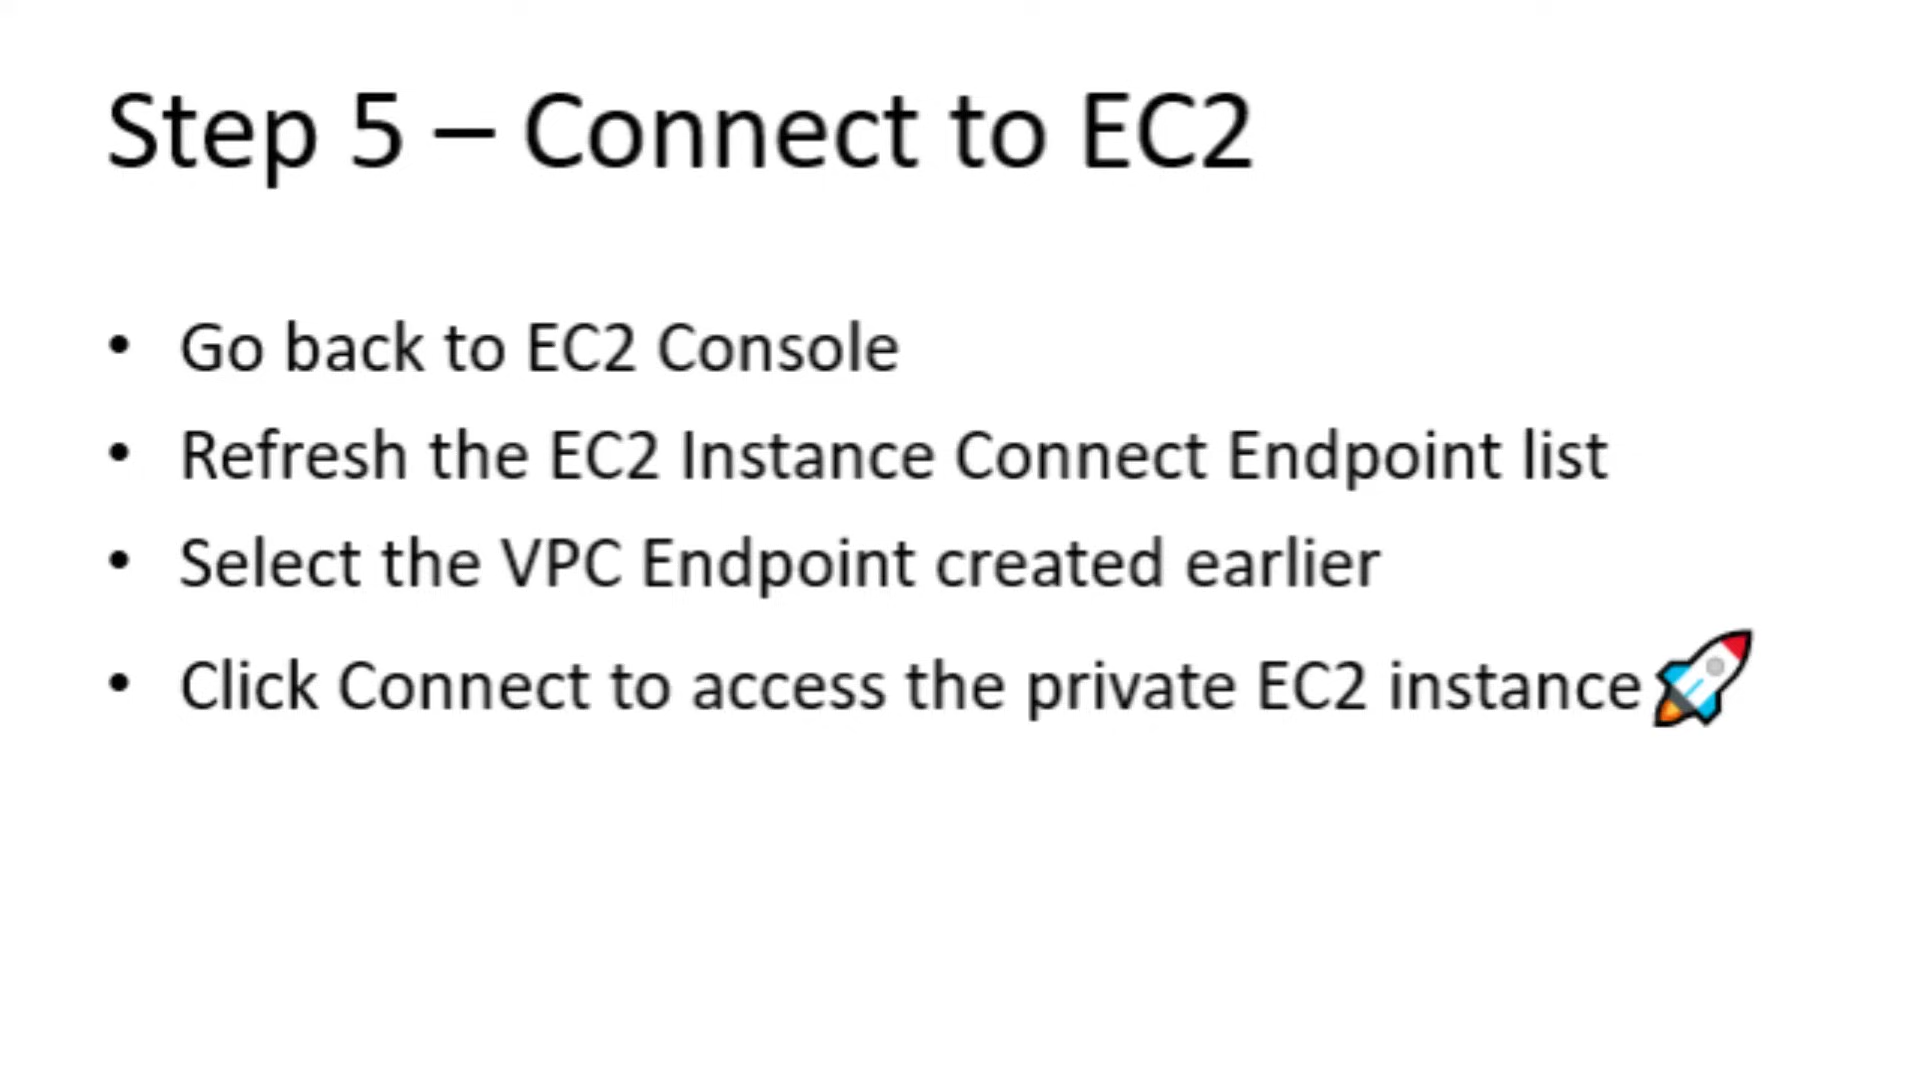 Step 5 – Connect to EC2
• Go back to EC2 Console
• Refresh the EC2 Instance Connect Endpoint list
• Select the VPC Endpoint created earlier
• Click Connect to access the private EC2 instance🚀